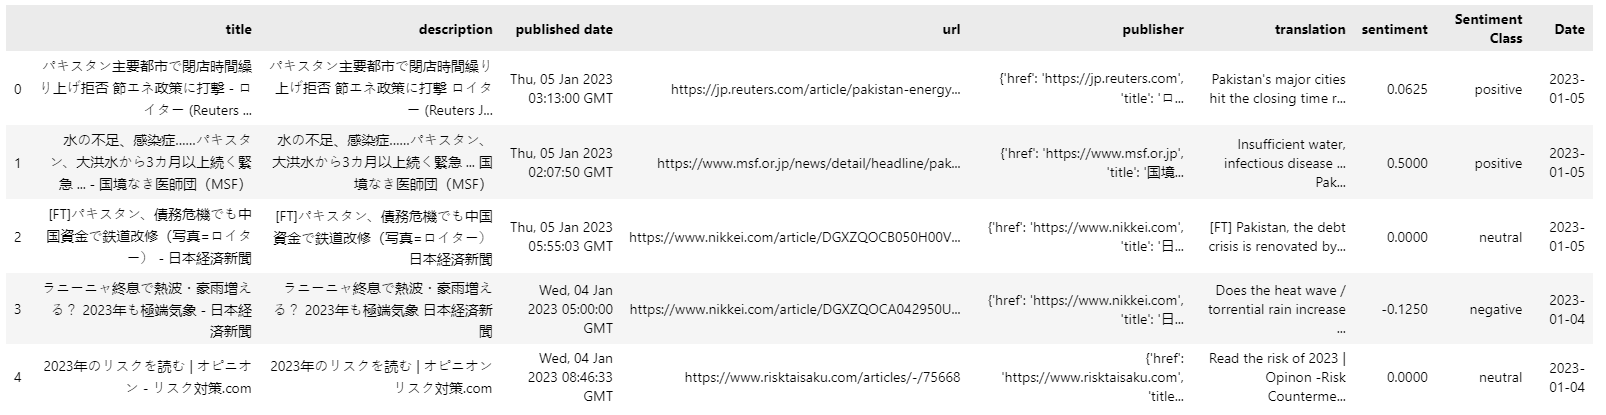 title description published date url publisher translation sentiment Sentiment Class Date
0
パキスタン主要都市で閉店時間繰
り上げ拒否 節エネ政策に打撃 - ロ
イター (Reuters ...
パキスタン主要都市で閉店時間繰り
上げ拒否 節エネ政策に打撃 ロイタ
ー (Reuters J...
Thu, 05 Jan 2023
03:13:00 GMT
https://jp.reuters.com/article/pakistan-energy...
{'href': 'https://jp.reuters.com',
'title': 'ロ...
Pakistan's major cities
hit the closing time r...
0.0625
positive
2023-
01-05
1
水の不足、感染症……パキスタ
ン、大洪水から3カ月以上続く緊
急 ... - 国境なき医師団（MSF）
水の不足、感染症……パキスタン、
大洪水から3カ月以上続く緊急 ... 国
境なき医師団（MSF）
Thu, 05 Jan 2023
02:07:50 GMT
https://www.msf.or.jp/news/detail/headline/pak...
{'href': 'https://www.msf.or.jp',
'title': '国境...
Insufficient water,
infectious disease ...
Pak...
0.5000
positive
2023-
01-05
2
[FT]パキスタン、債務危機でも中
国資金で鉄道改修（写真=ロイタ
ー） - 日本経済新聞
[FT]パキスタン、債務危機でも中国
資金で鉄道改修（写真=ロイター）
日本経済新聞
Thu, 05 Jan 2023
05:55:03 GMT
https://www.nikkei.com/article/DGXZQOCB050H00V...
{'href': 'https://www.nikkei.com',
'title': '日...
[FT] Pakistan, the debt
crisis is renovated by...
0.0000
neutral
2023-
01-05
3
ラニーニャ終息で熱波・豪雨増え
る？ 2023年も極端気象 - 日本経
済新聞
ラニーニャ終息で熱波・豪雨増え
る？ 2023年も極端気象 日本経済新
聞
Wed, 04 Jan
2023 05:00:00
GMT
https://www.nikkei.com/article/DGXZQOCA042950U...
{'href': 'https://www.nikkei.com',
'title': '日...
Does the heat wave /
torrential rain increase
...
-0.1250
negative
2023-
01-04
4
2023年のリスクを読む | オピニオ
ン - リスク対策.com
2023年のリスクを読む | オピニオン
リスク対策.com
Wed, 04 Jan
2023 08:46:33
GMT
https://www.risktaisaku.com/articles/-/75668
{'href':
'https://www.risktaisaku.com',
'title...
Read the risk of 2023 |
Opinon -Risk
Counterme...
0.0000
neutral
2023-
01-04